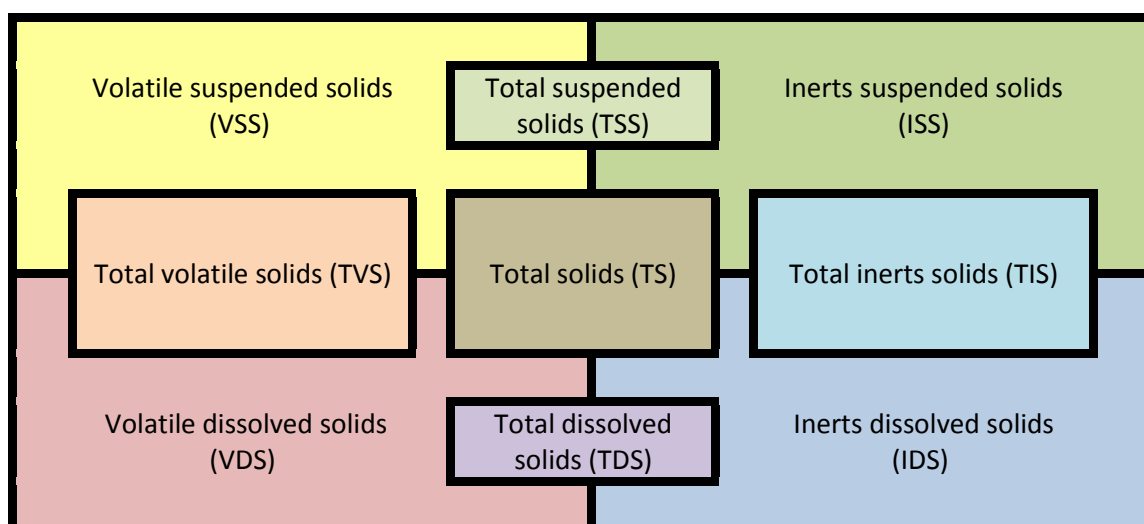 Volatile suspended solids
(VSS)
Total suspended
solids (TSS)
Inerts suspended solids
(ISS)
Total volatile solids (TVS)
Total solids (TS)
Total inerts solids (TIS)
Volatile dissolved solids
(VDS)
Total dissolved
solids (TDS)
Inerts dissolved solids
(IDS)